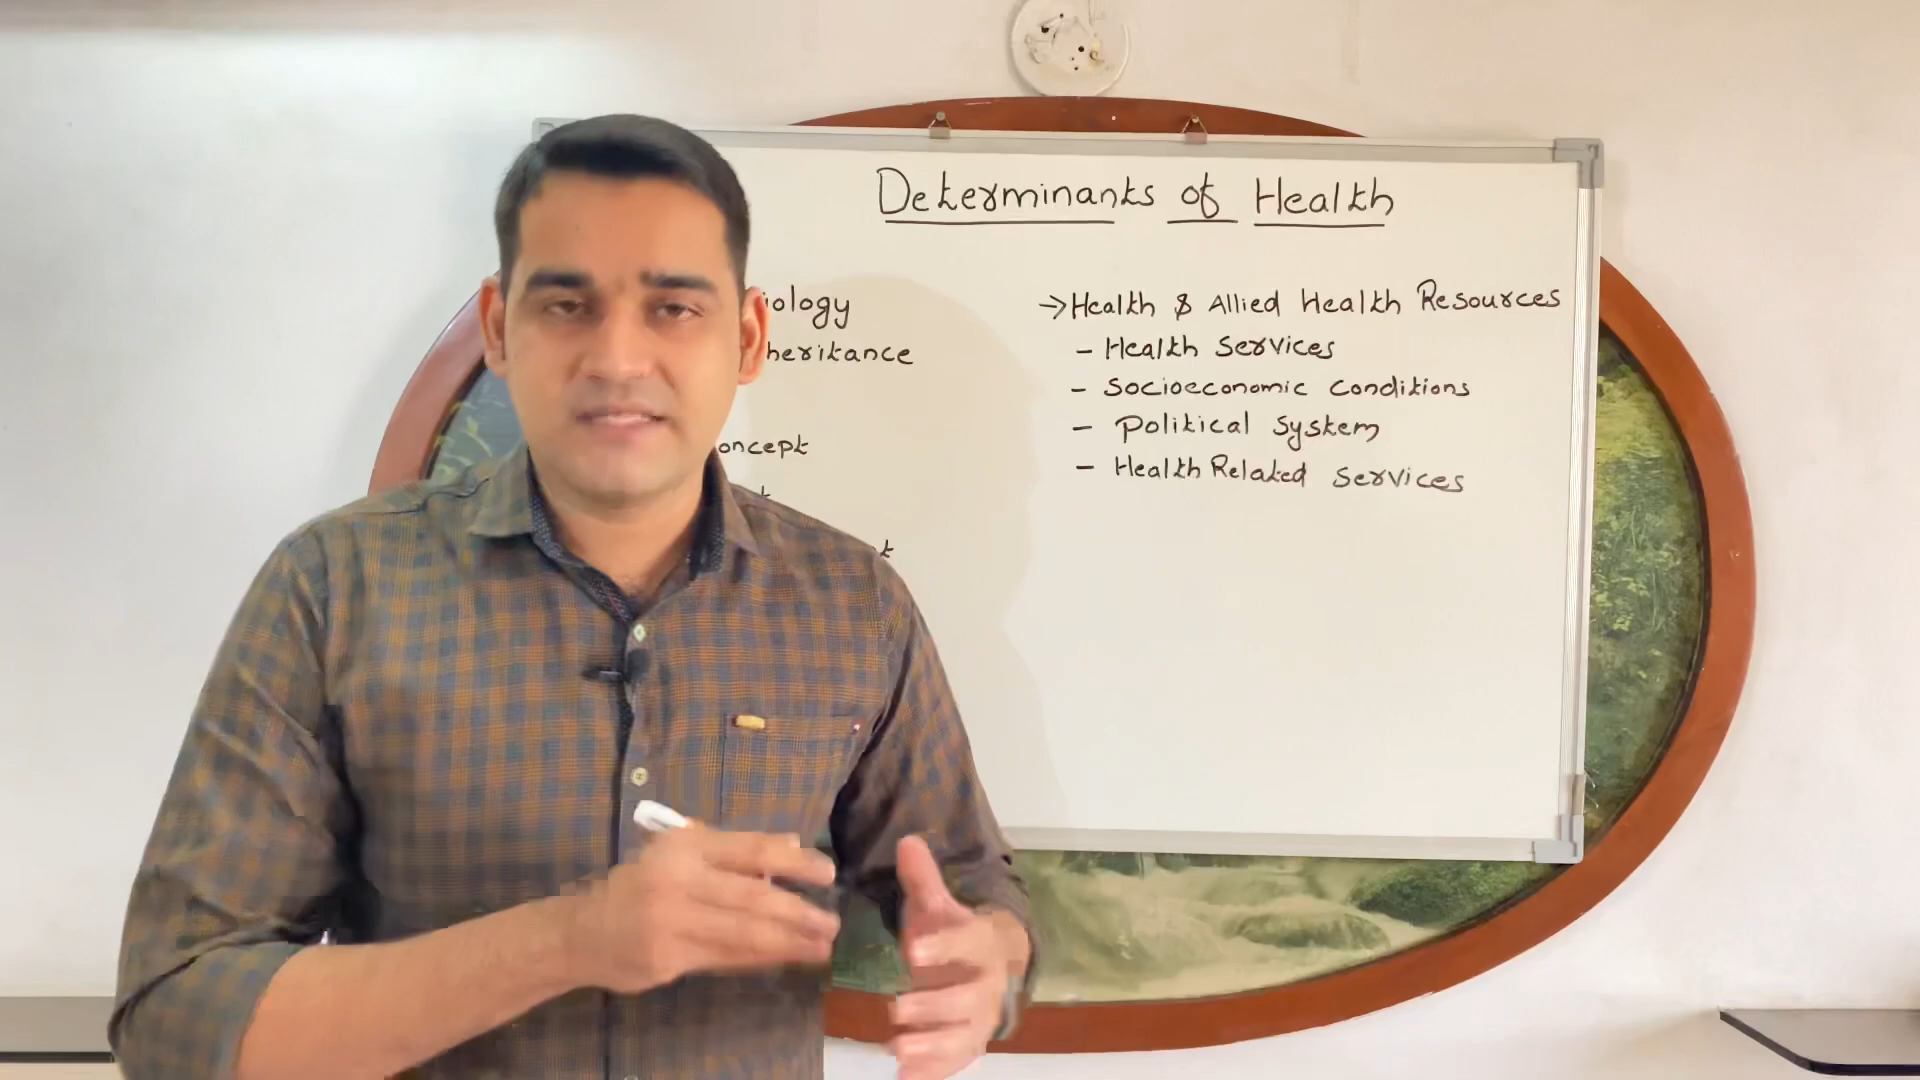 Determinants of Health
iology
heritance
oncept
t
t
→ Health & Allied Health Resources
- Health Services
- Socioeconomic Conditions
- Political System
- Health Related Services